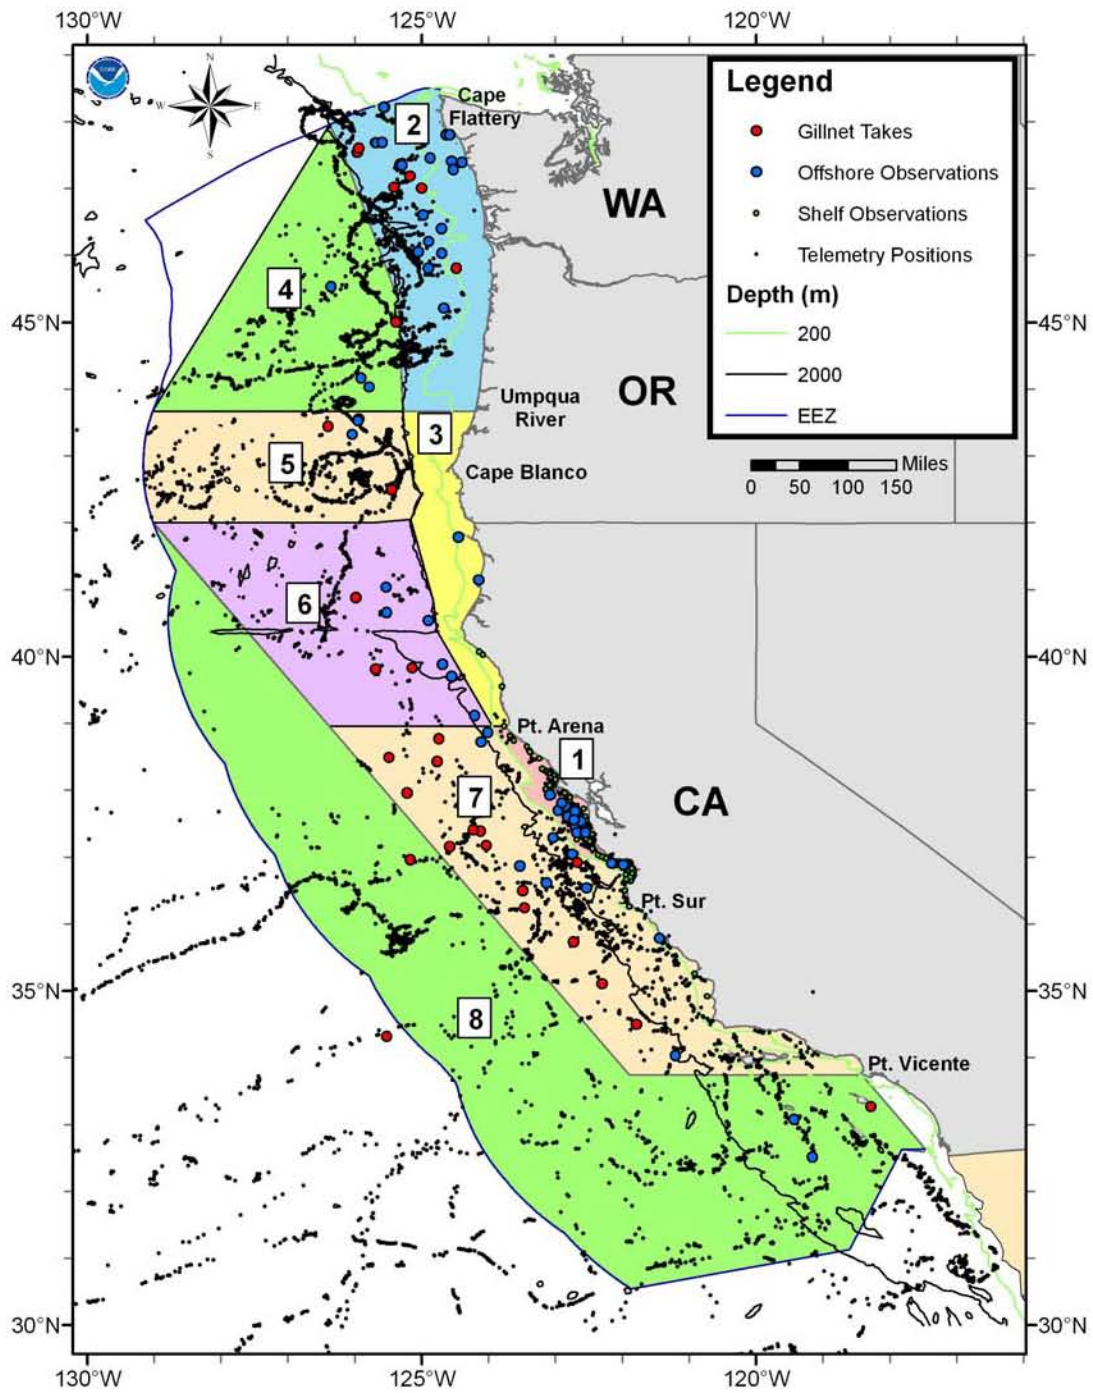 130°W 125°W 120°W
N
W E
S
Cape
Flattery
2
WA
Legend
Gillnet Takes
Offshore Observations
Shelf Observations
Telemetry Positions
Depth (m)
200
2000
EEZ
4
45°N 45°N
OR
Umpqua
River
3
5
Cape Blanco
Miles
0 50 100 150
6
40°N 40°N
Pt. Arena
1
7
CA
Pt. Sur
35°N 35°N
8
Pt. Vicente
30°N 30°N
130°W 125°W 120°W